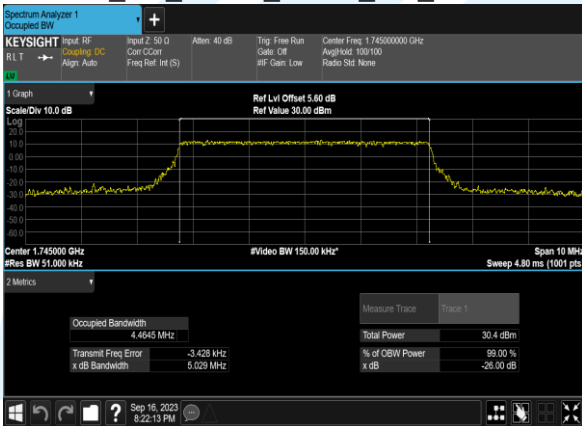 Spectrum Analyzer 1
Occupied BW
KEYSIGHT Input: RF Input Z: 50 Ω Atten: 40 dB Trig: Free Run Center Freq: 1.745000000 GHz
RLT Coupling: DC Corr CCorr Gate: Off Avg|Hold: 100/100
Align: Auto Freq Ref: Int (S) #IF Gain: Low Radio Std: None
1 Graph
Ref Lvl Offset 5.60 dB
Scale/Div 10.0 dB Ref Value 30.00 dBm
Log
20.0
10.0
0.00
-10.0
-20.0
-30.0
-40.0
-50.0
-60.0
Center 1.745000 GHz #Video BW 150.00 kHz* Span 10 MHz
#Res BW 51.000 kHz Sweep 4.80 ms (1001 pts
2 Metrics
Measure Trace Trace 1
Occupied Bandwidth
4.4645 MHz Total Power 30.4 dBm
Transmit Freq Error -3.428 kHz % of OBW Power 99.00 %
x dB Bandwidth 5.029 MHz x dB -26.00 dB
Sep 16, 2023
8:22:13 PM